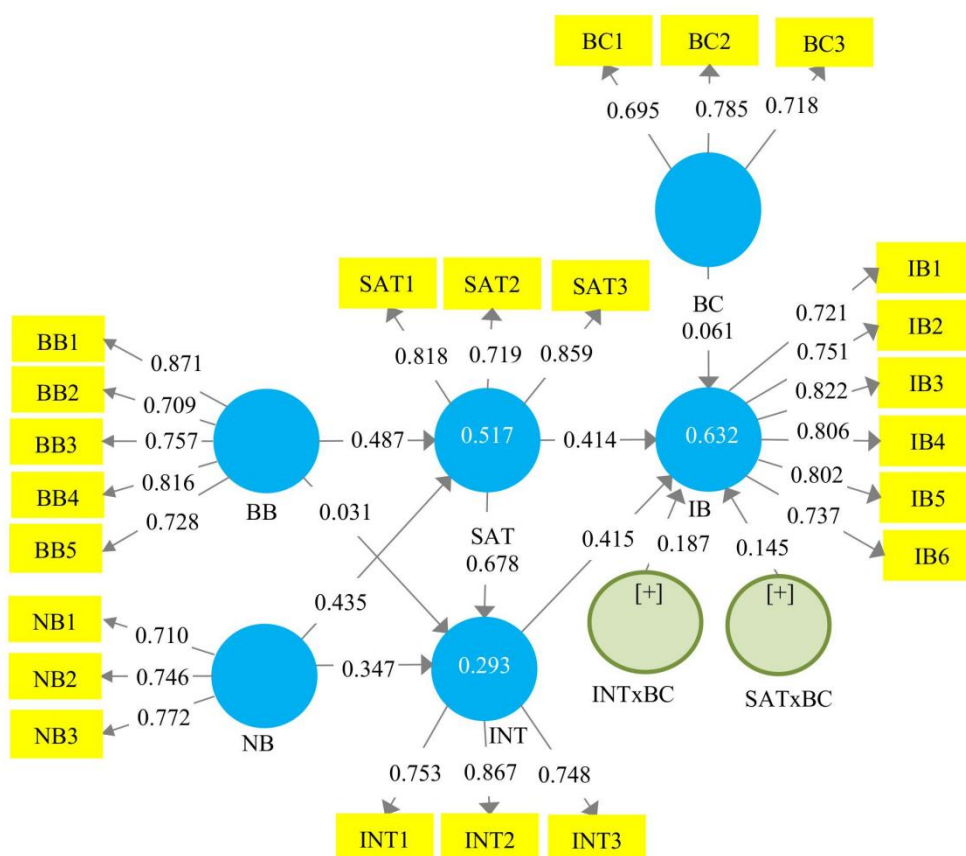 BC1
BC2
BC3
0.695
0.785
0.718
BC
0.061
SAT1
SAT2
SAT3
0.818
0.719
0.859
IB1
IB2
IB3
IB4
IB5
IB6
0.721
0.751
0.822
0.806
0.802
0.737
BB1
BB2
BB3
BB4
BB5
0.871
0.709
0.757
0.816
0.728
BB
0.487
0.517
0.414
0.632
IB
0.031
SAT
0.678
0.415
0.187
0.145
0.435
[+]
[+]
INTxBC
SATxBC
NB1
NB2
NB3
0.710
0.746
0.772
NB
0.347
0.293
INT
0.753
0.867
0.748
INT1
INT2
INT3